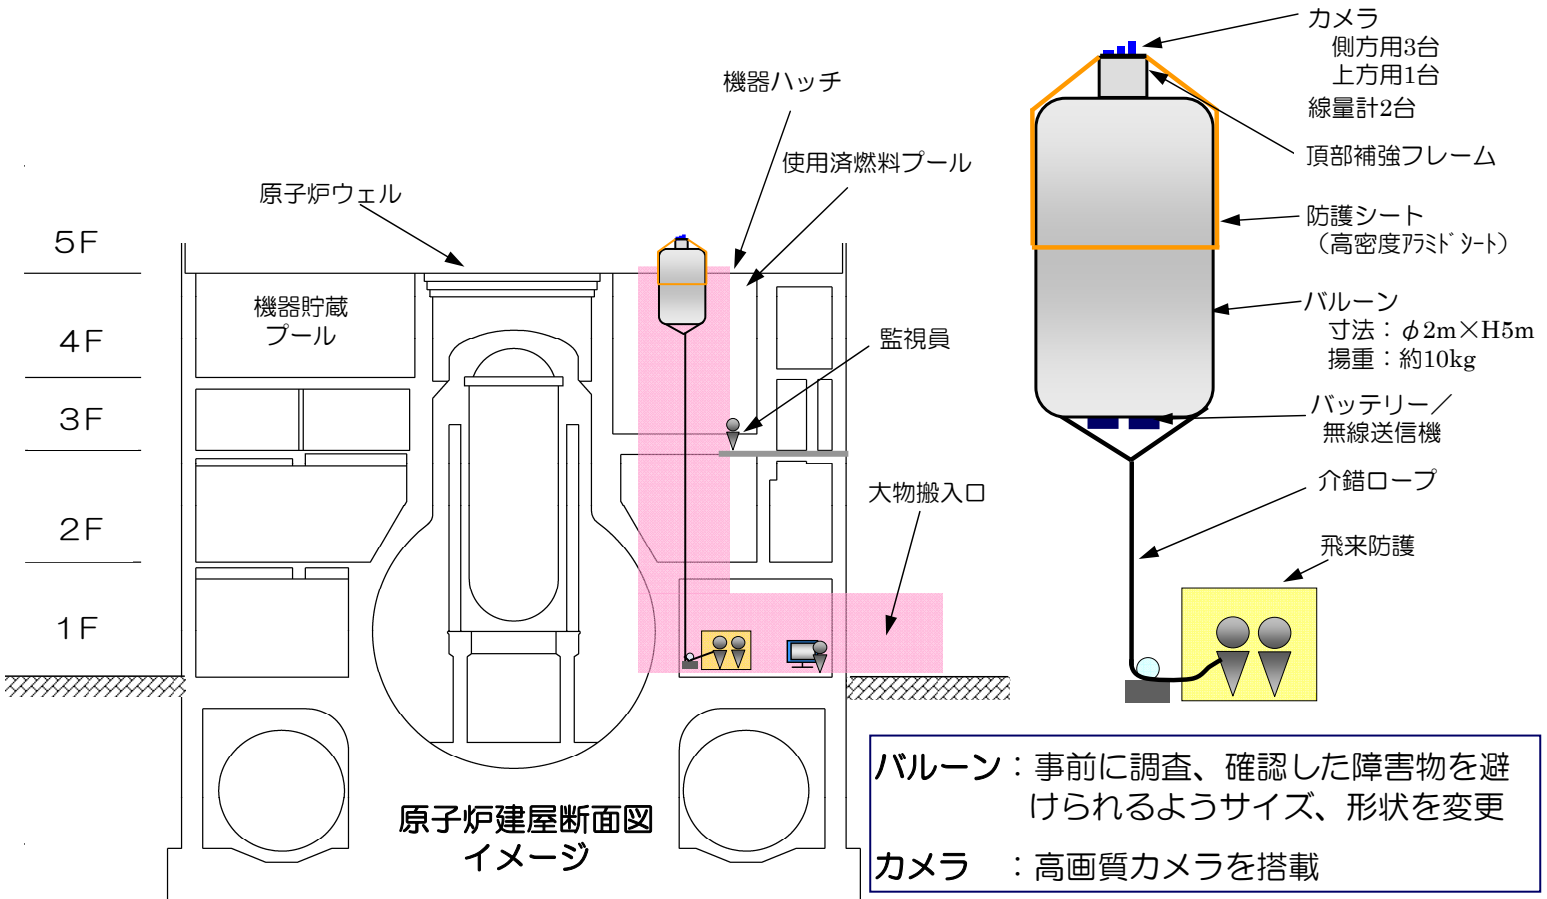 カメラ
側方用3台
上方用1台
線量計2台
機器ハッチ
頂部補強フレーム
使用済燃料プール
原子炉ウェル
防護シート
（高密度ｱﾗﾐﾄﾞｼｰﾄ）
5F
機器貯蔵
プール
バルーン
寸法：φ2m×H5m
揚重：約10kg
4F
監視員
3F
バッテリー／
無線送信機
介錯ロープ
大物搬入口
2F
飛来防護
1F
バルーン：事前に調査、確認した障害物を避
けられるようサイズ、形状を変更
カメラ　：高画質カメラを搭載
原子炉建屋断面図
イメージ